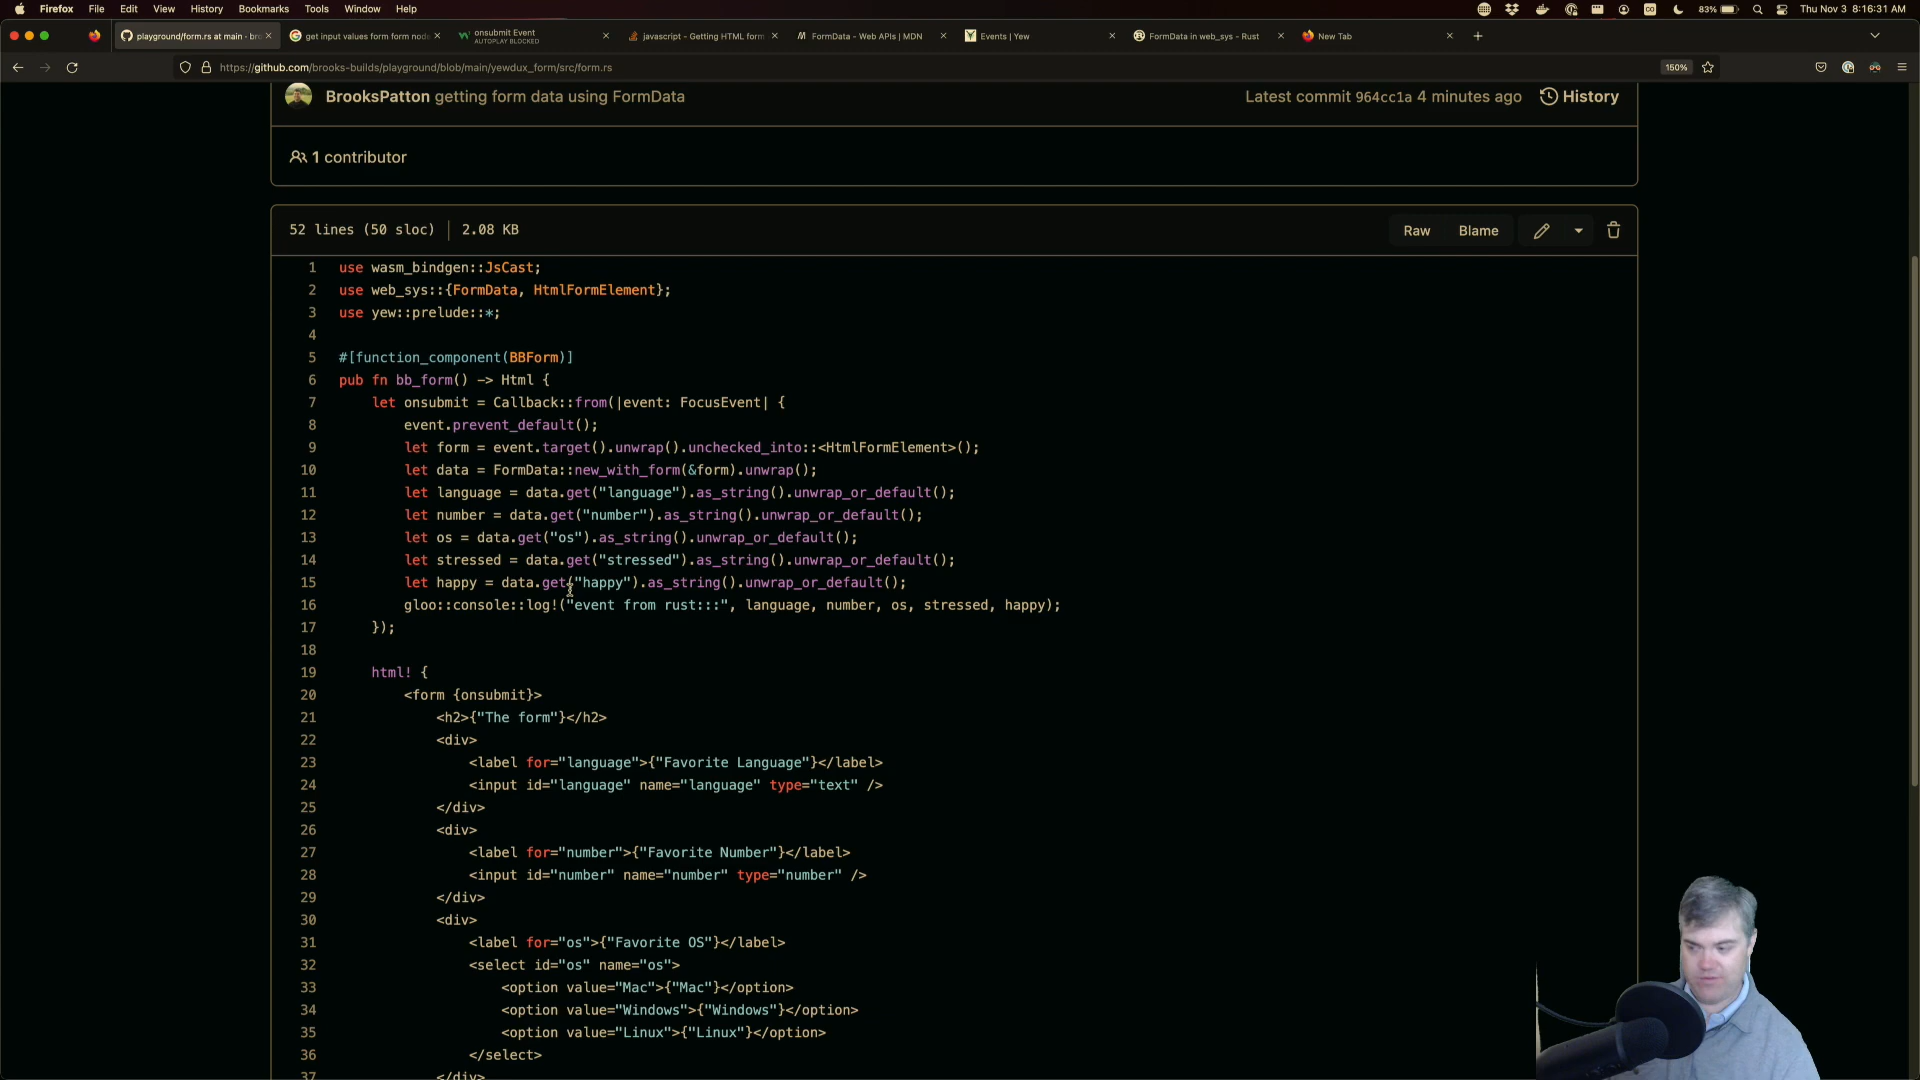 Firefox File Edit View History Bookmarks Tools Window Help 83% Thu Nov 3 8:16:31 AM
playground/form.rs at main · bro get input values form form node onsubmit Event AUTOPLAY BLOCKED javascript - Getting HTML form FormData - Web APIs | MDN Events | Yew FormData in web_sys - Rust New Tab
https://github.com/brooks-builds/playground/blob/main/yewdux_form/src/form.rs 150%
BrooksPatton getting form data using FormData Latest commit 964cc1a 4 minutes ago History
1 contributor
52 lines (50 sloc) 2.08 KB Raw Blame
1 use wasm_bindgen::JsCast;
2 use web_sys::{FormData, HtmlFormElement};
3 use yew::prelude::*;
4
5 #[function_component(BBForm)]
6 pub fn bb_form() -> Html {
7 let onsubmit = Callback::from(|event: FocusEvent| {
8 event.prevent_default();
9 let form = event.target().unwrap().unchecked_into::<HtmlFormElement>();
10 let data = FormData::new_with_form(&form).unwrap();
11 let language = data.get("language").as_string().unwrap_or_default();
12 let number = data.get("number").as_string().unwrap_or_default();
13 let os = data.get("os").as_string().unwrap_or_default();
14 let stressed = data.get("stressed").as_string().unwrap_or_default();
15 let happy = data.get("happy").as_string().unwrap_or_default();
16 gloo::console::log!("event from rust:::", language, number, os, stressed, happy);
17 });
18
19 html! {
20 <form {onsubmit}>
21 <h2>{"The form"}</h2>
22 <div>
23 <label for="language">{"Favorite Language"}</label>
24 <input id="language" name="language" type="text" />
25 </div>
26 <div>
27 <label for="number">{"Favorite Number"}</label>
28 <input id="number" name="number" type="number" />
29 </div>
30 <div>
31 <label for="os">{"Favorite OS"}</label>
32 <select id="os" name="os">
33 <option value="Mac">{"Mac"}</option>
34 <option value="Windows">{"Windows"}</option>
35 <option value="Linux">{"Linux"}</option>
36 </select>
37 </div>